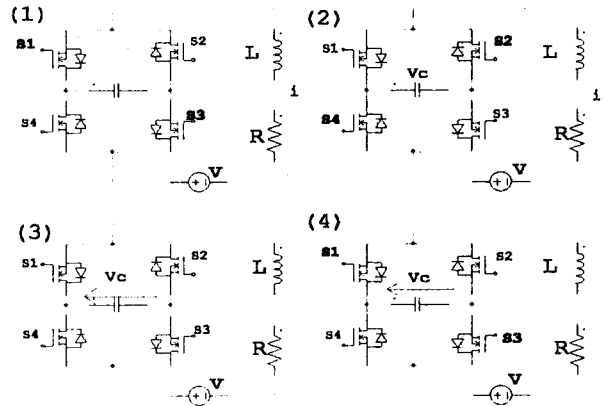 (1)
S1
S2
L
i
S4
S3
R
V
(2)
S1
S2
Vc
L
i
S4
S3
R
V
(3)
S1
S2
Vc
L
S4
S3
R
V
(4)
S1
S2
Vc
L
S4
S3
R
V